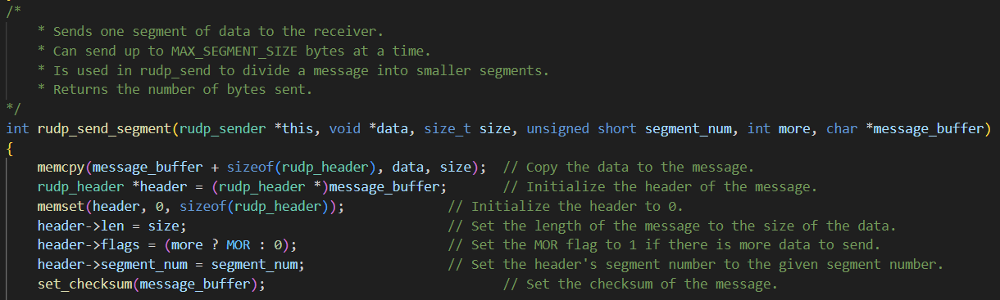 /*
    * Sends one segment of data to the receiver.
    * Can send up to MAX_SEGMENT_SIZE bytes at a time.
    * Is used in rudp_send to divide a message into smaller segments.
    * Returns the number of bytes sent.
*/
int rudp_send_segment(rudp_sender *this, void *data, size_t size, unsigned short segment_num, int more, char *message_buffer)
{
    memcpy(message_buffer + sizeof(rudp_header), data, size);  // Copy the data to the message.
    rudp_header *header = (rudp_header *)message_buffer;       // Initialize the header of the message.
    memset(header, 0, sizeof(rudp_header));             // Initialize the header to 0.
    header->len = size;                                 // Set the length of the message to the size of the data.
    header->flags = (more ? MOR : 0);                   // Set the MOR flag to 1 if there is more data to send.
    header->segment_num = segment_num;                  // Set the header's segment number to the given segment number.
    set_checksum(message_buffer);                              // Set the checksum of the message.